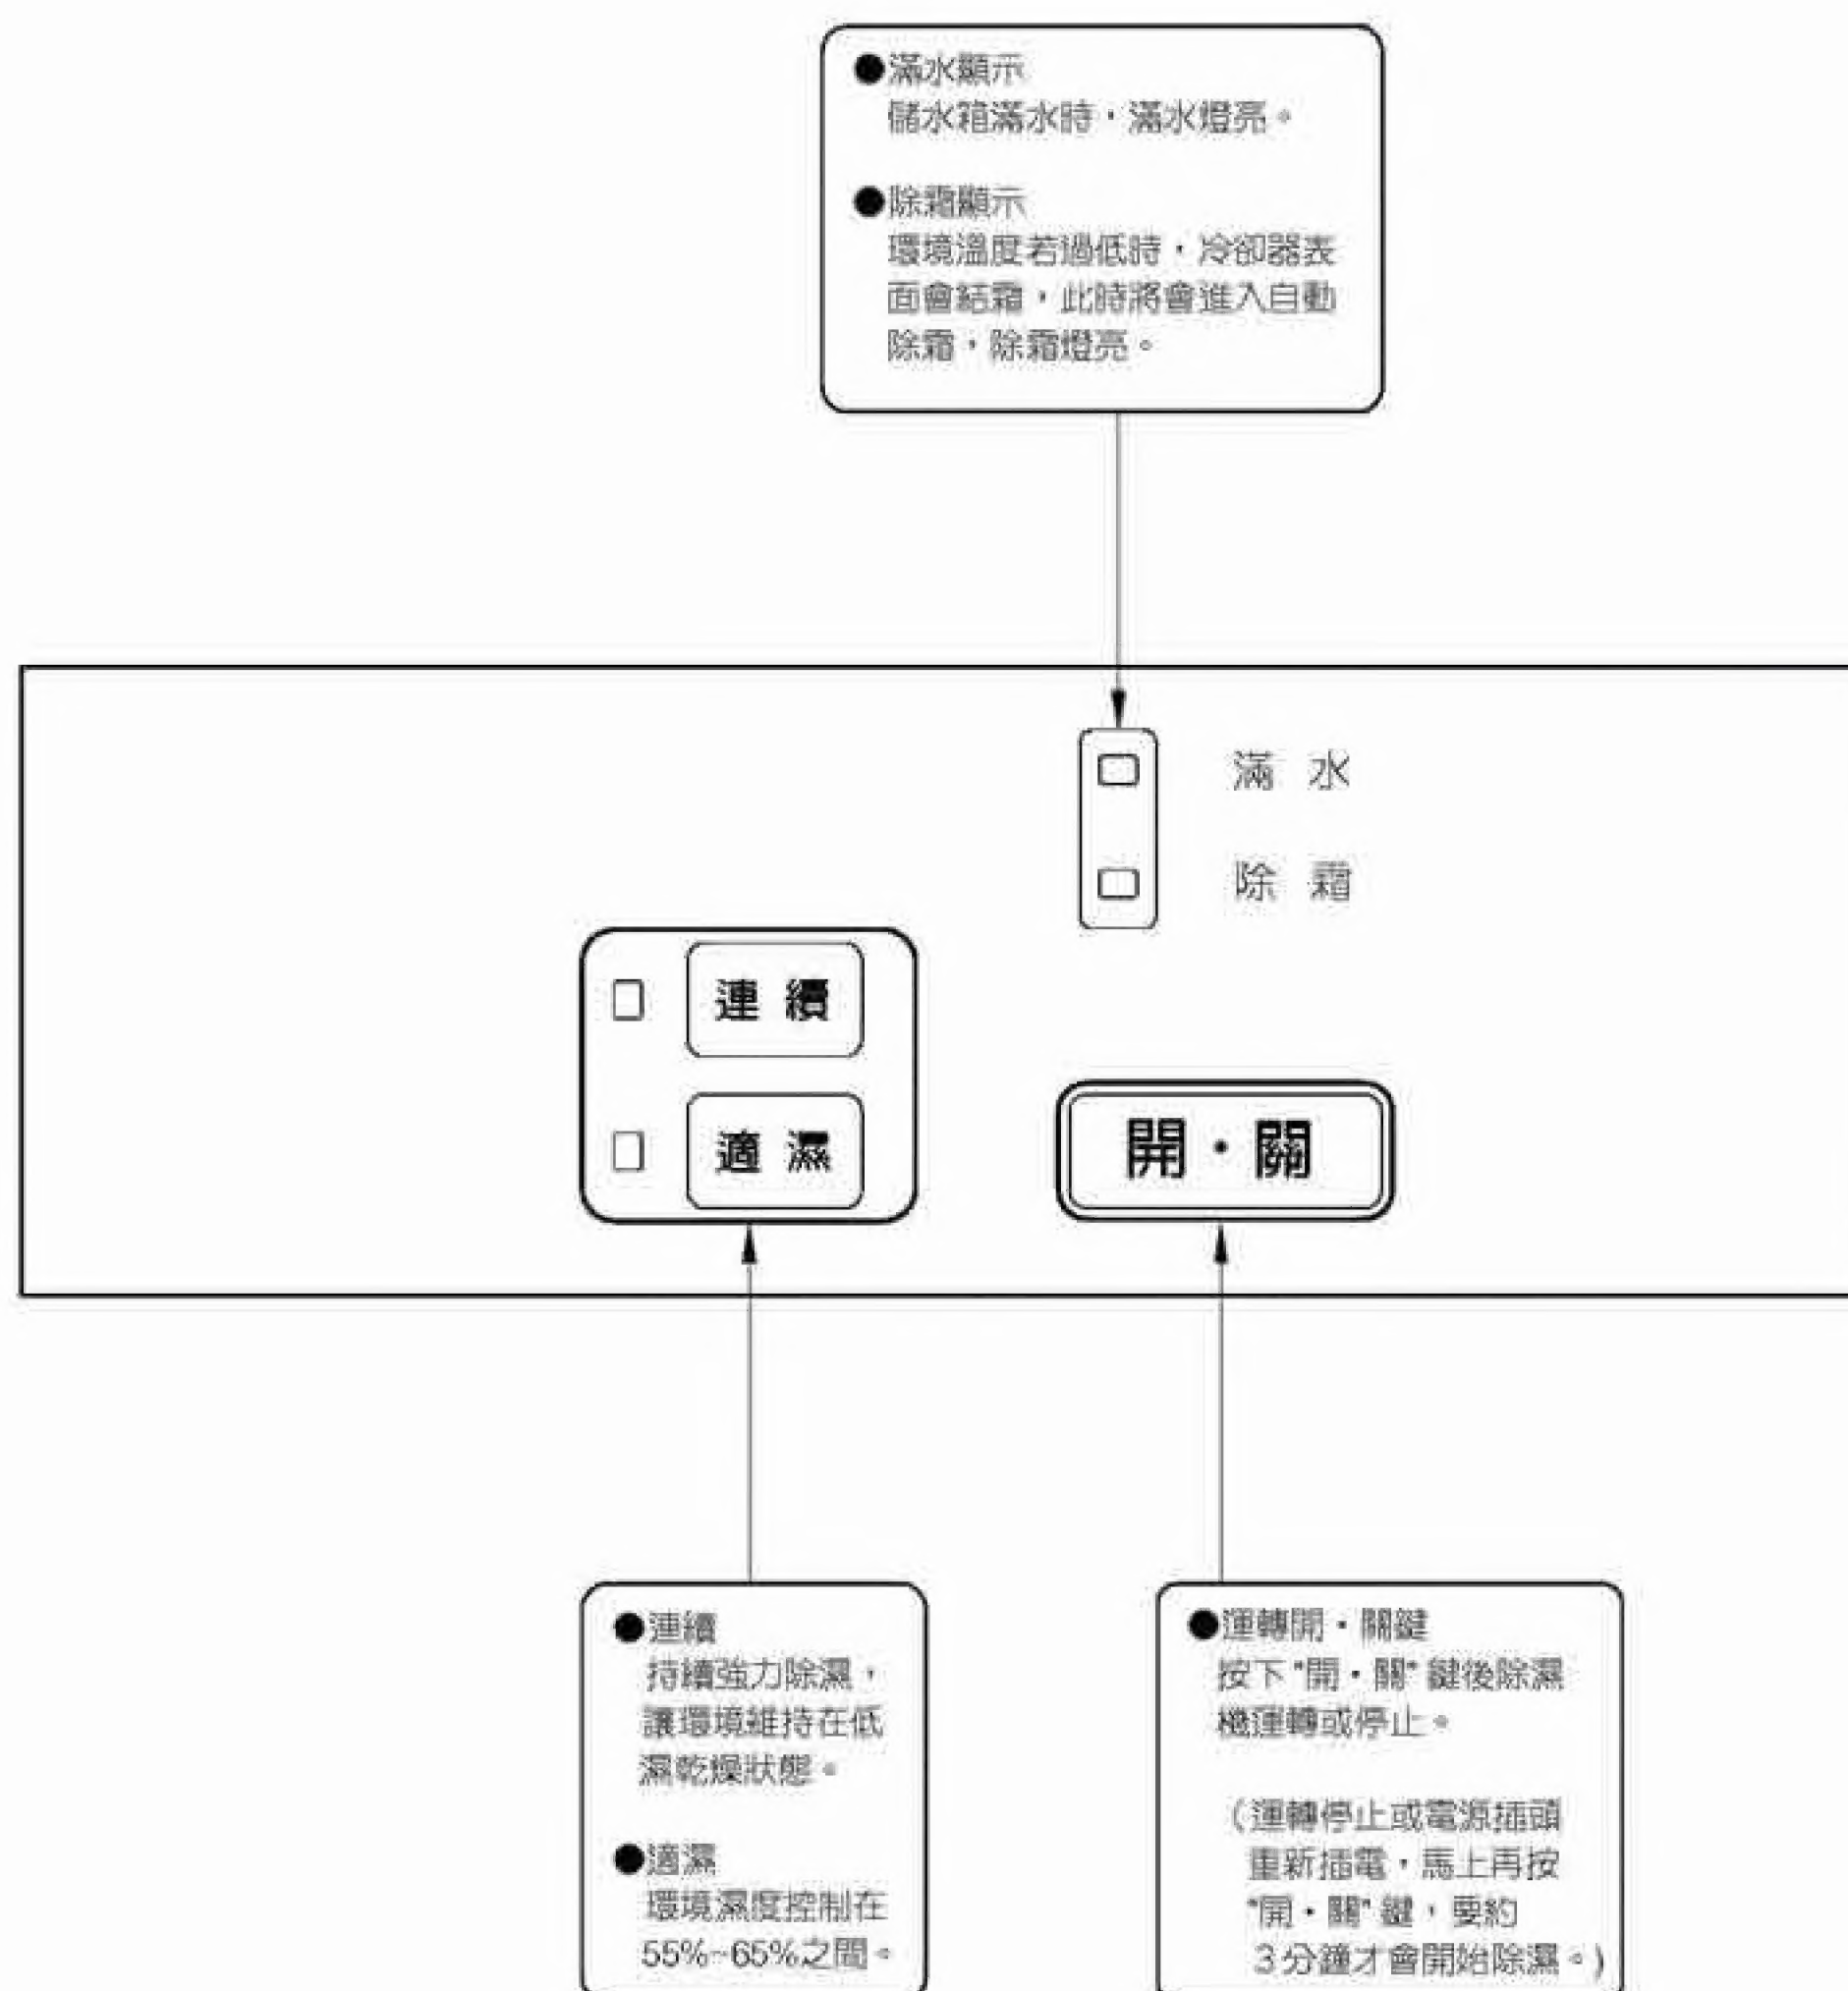 ●滿水顯示
儲水箱滿水時，滿水燈亮。
●除霜顯示
環境溫度若過低時，冷卻器表
面會結霜，此時將會進入自動
除霜，除霜燈亮。
滿 水
除 霜
連 續
適 濕
開・關
●連續
持續強力除濕，
讓環境維持在低
濕乾燥狀態。
●適濕
環境濕度控制在
55%~65%之間。
●運轉開・關鍵
按下"開・關"鍵後除濕
機運轉或停止。
（運轉停止或電源插頭
重新插電，馬上再按
"開・關"鍵，要約
3分鐘才會開始除濕。)